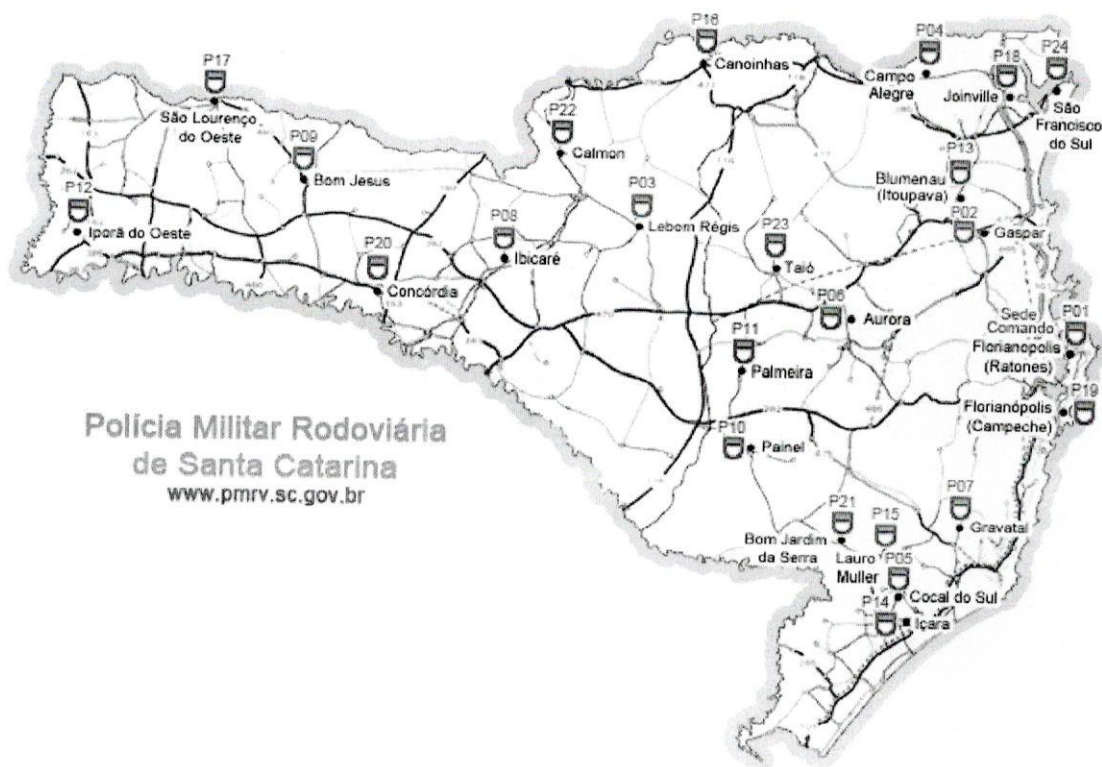 P16
Canoinhas
P04
Campo
Alegre
P18
Joinville
P24
São
Francisco
do Sul
P17
São Lourenço
do Oeste
P09
Bom Jesus
P22
Calmon
P13
Blumenau
(Itoupava)
P12
Iporã do Oeste
P03
Lebom Régis
P08
Ibicaré
P23
Taió
P02
Gaspar
P20
Concórdia
P06
Aurora
Sede
Comando
P01
Florianopolis
(Ratones)
P11
Palmeira
P19
Florianópolis
(Campeche)
P10
Painel
Polícia Militar Rodoviária
de Santa Catarina
www.pmrv.sc.gov.br
P07
Gravatal
P21
Bom Jardim
da Serra
P15
Lauro
Muller
P05
Cocal do Sul
P14
Içara
470
282